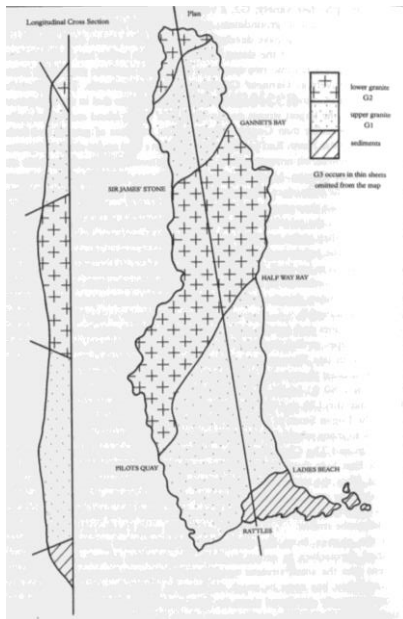 Longitudinal Cross Section
Plan
lower granite
G2
upper granite
G1
sediments
G3 occurs in thin sheets
omitted from the map
GANNETS BAY
SIR JAMES' STONE
HALF WAY BAY
PILOTS QUAY
LADIES BEACH
RATTLES